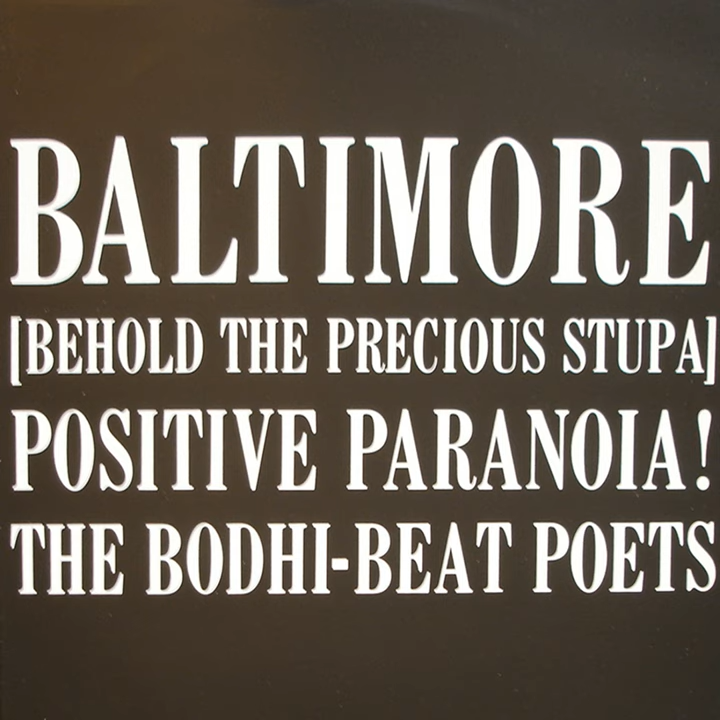 BALTIMORE
[BEHOLD THE PRECIOUS STUPA]
POSITIVE PARANOIA!
THE BODHI-BEAT POETS